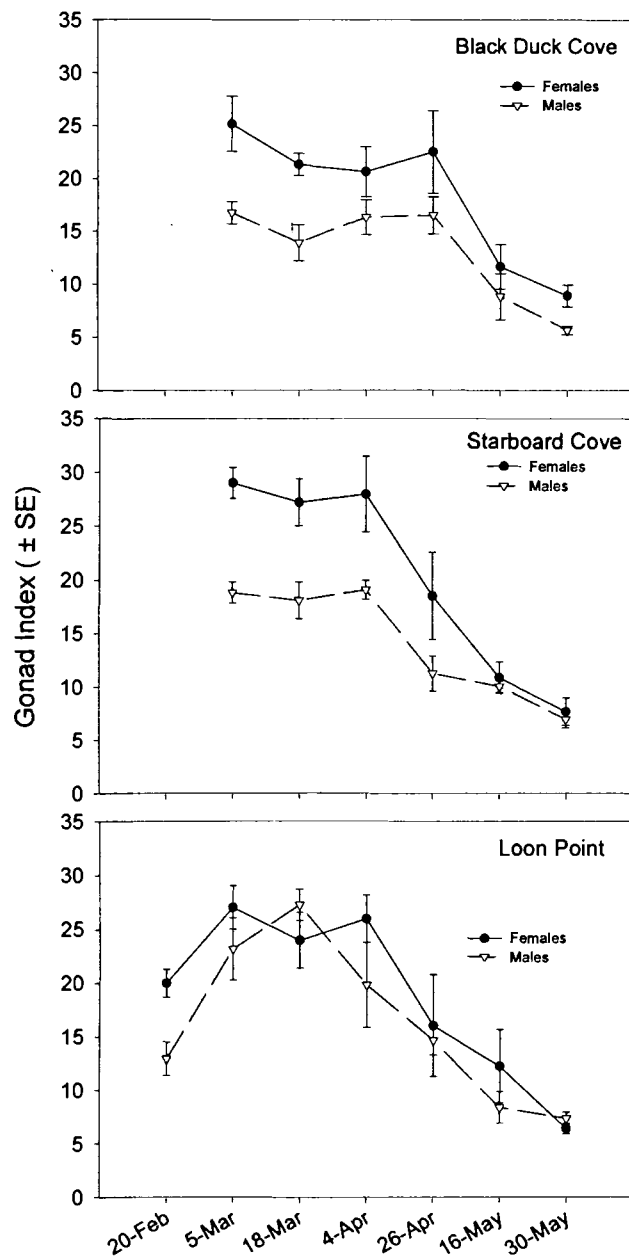 35
30
25
20
15
10
5
0
Black Duck Cove
Females
Males
35
30
25
20
15
10
5
0
Starboard Cove
Females
Males
Gonad Index ( ± SE)
35
30
25
20
15
10
5
0
Loon Point
Females
Males
20-Feb
5-Mar
18-Mar
4-Apr
26-Apr
16-May
30-May